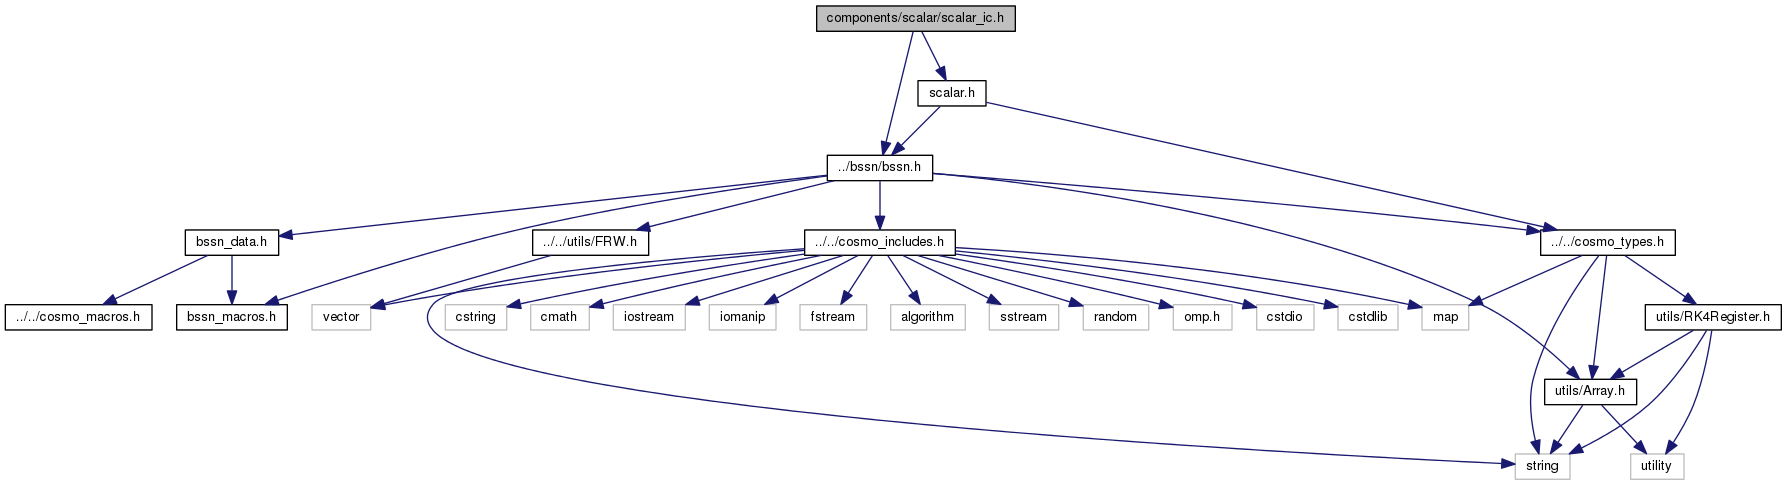 components/scalar/scalar_ic.h
scalar.h
../bssn/bssn.h
bssn_data.h
../../utils/FRW.h
../../cosmo_includes.h
../../cosmo_types.h
../../cosmo_macros.h
bssn_macros.h
vector
cstring
cmath
iostream
iomanip
fstream
algorithm
sstream
random
omp.h
cstdio
cstdlib
map
utils/RK4Register.h
utils/Array.h
string
utility